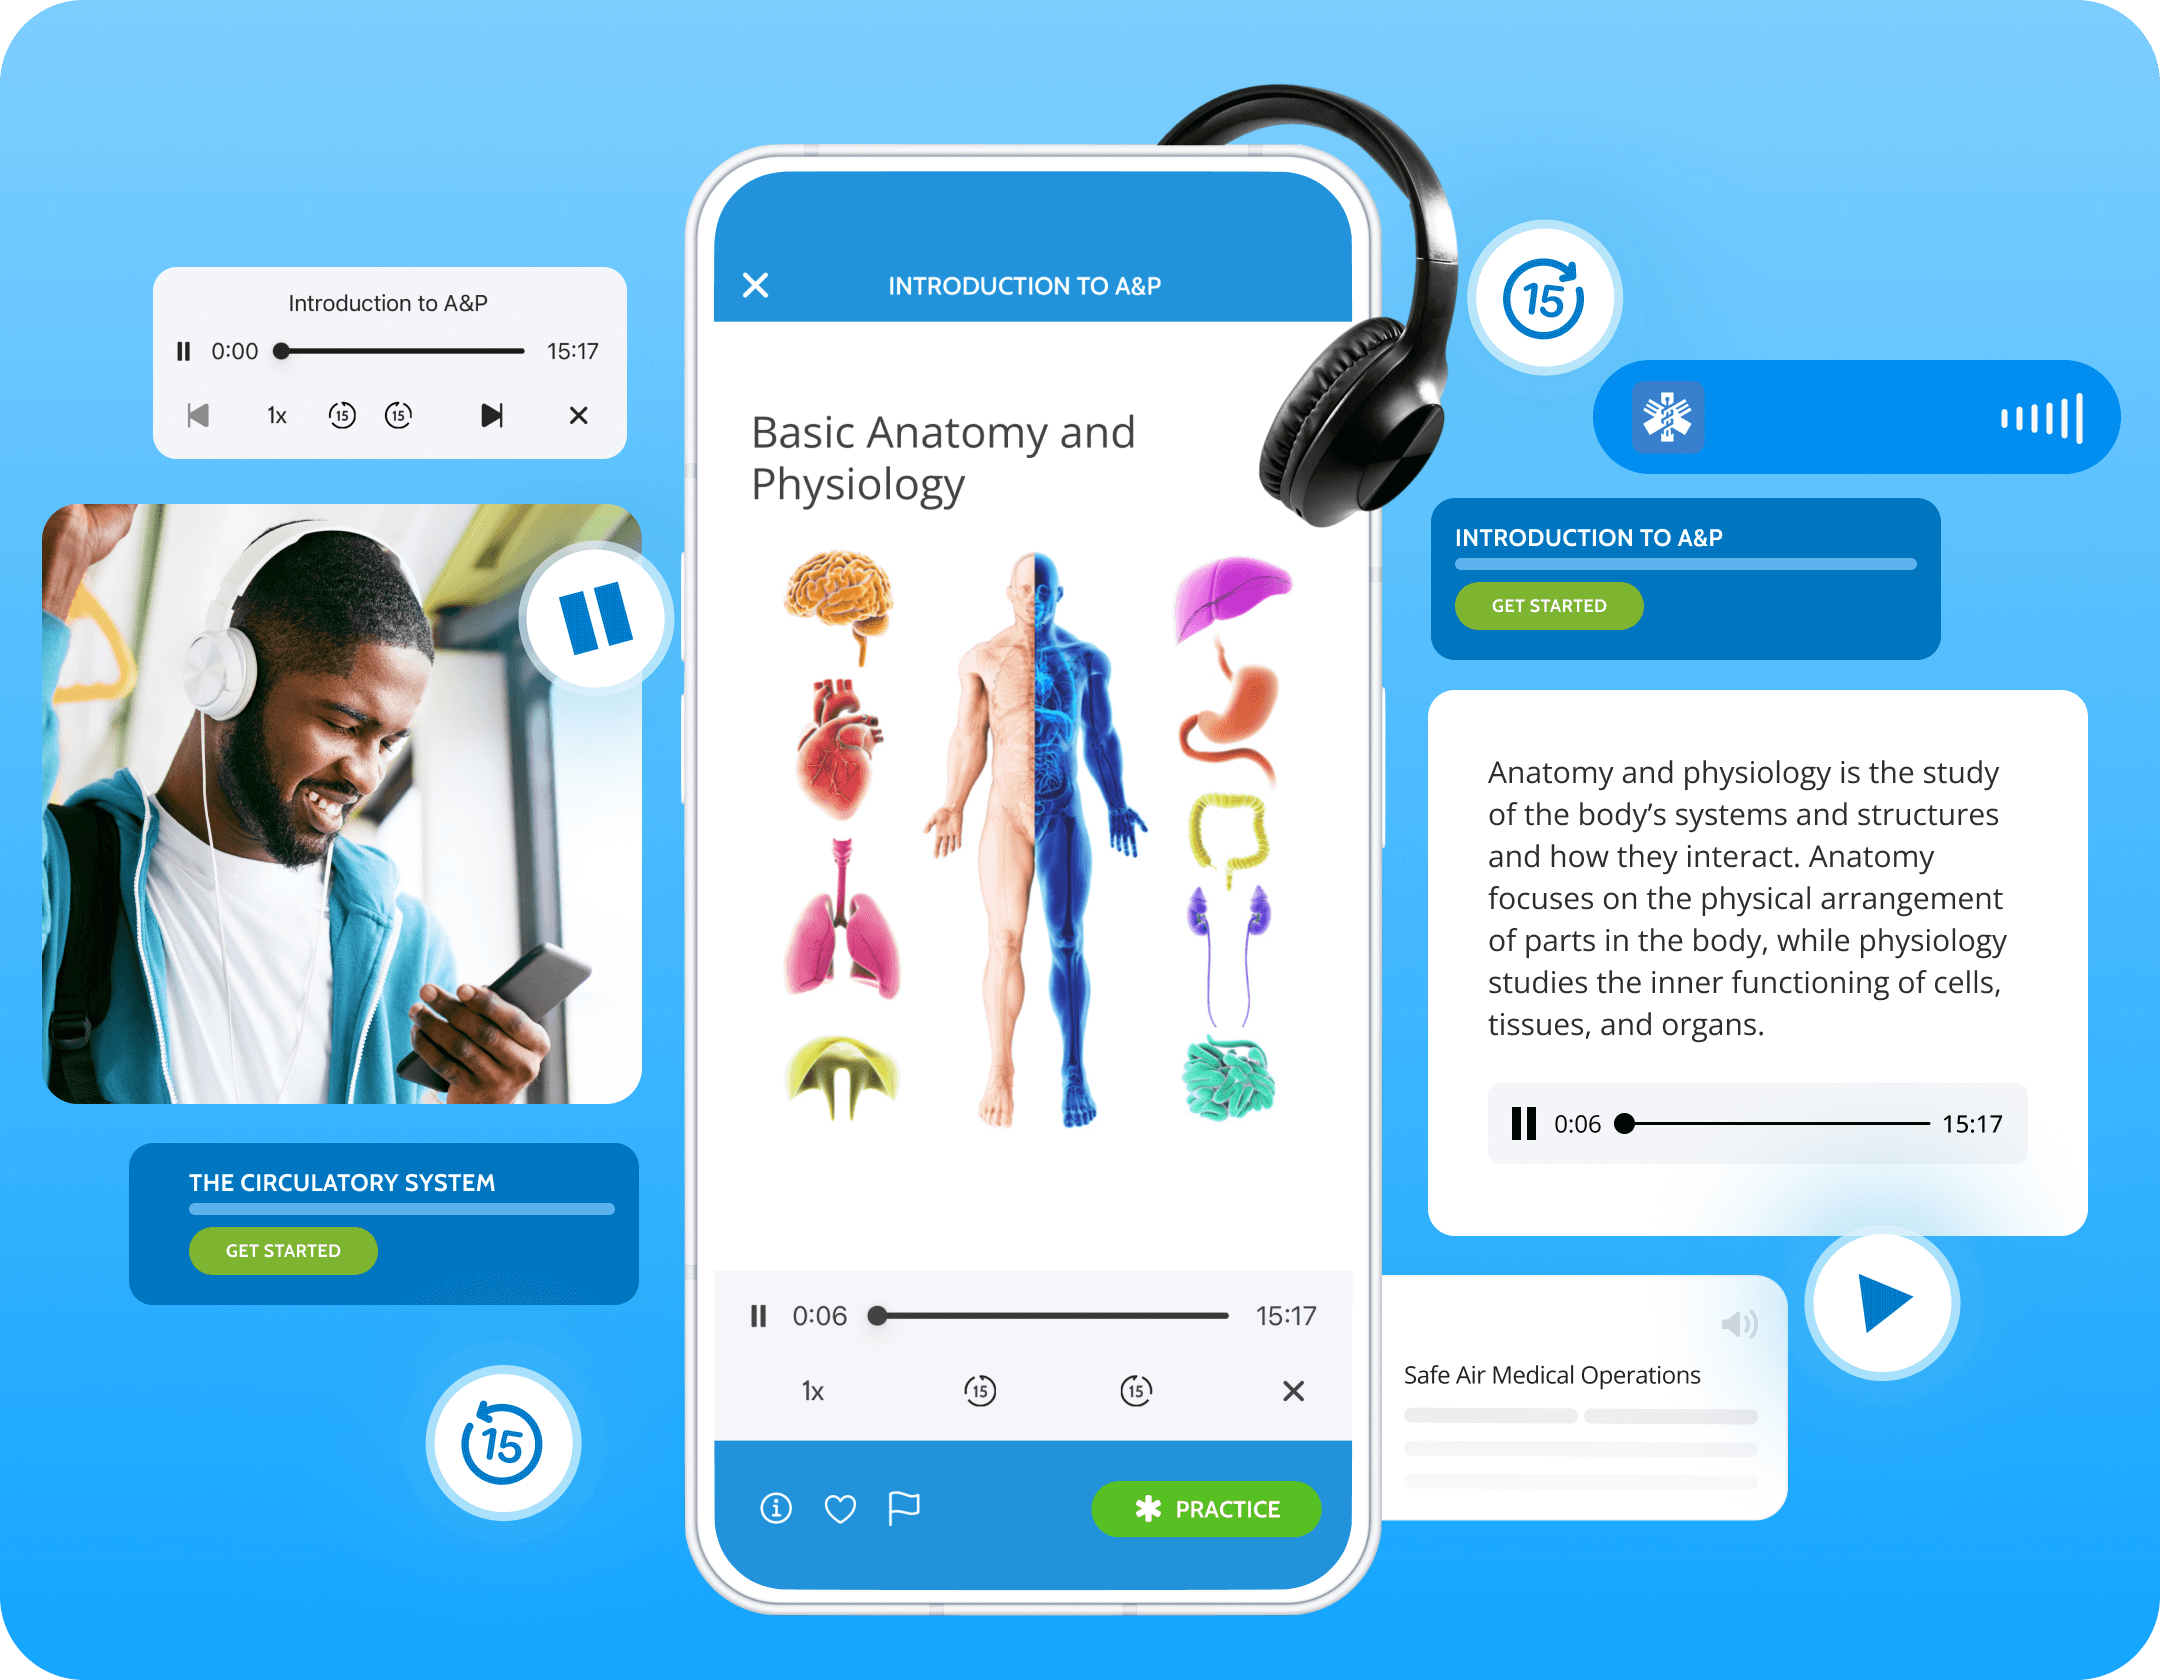 Introduction to A&P
0:00 15:17
1x 15 15
THE CIRCULATORY SYSTEM
GET STARTED
15
INTRODUCTION TO A&P
Basic Anatomy and
Physiology
0:06 15:17
1x 15 15
PRACTICE
15
INTRODUCTION TO A&P
GET STARTED
Anatomy and physiology is the study
of the body’s systems and structures
and how they interact. Anatomy
focuses on the physical arrangement
of parts in the body, while physiology
studies the inner functioning of cells,
tissues, and organs.
0:06 15:17
Safe Air Medical Operations